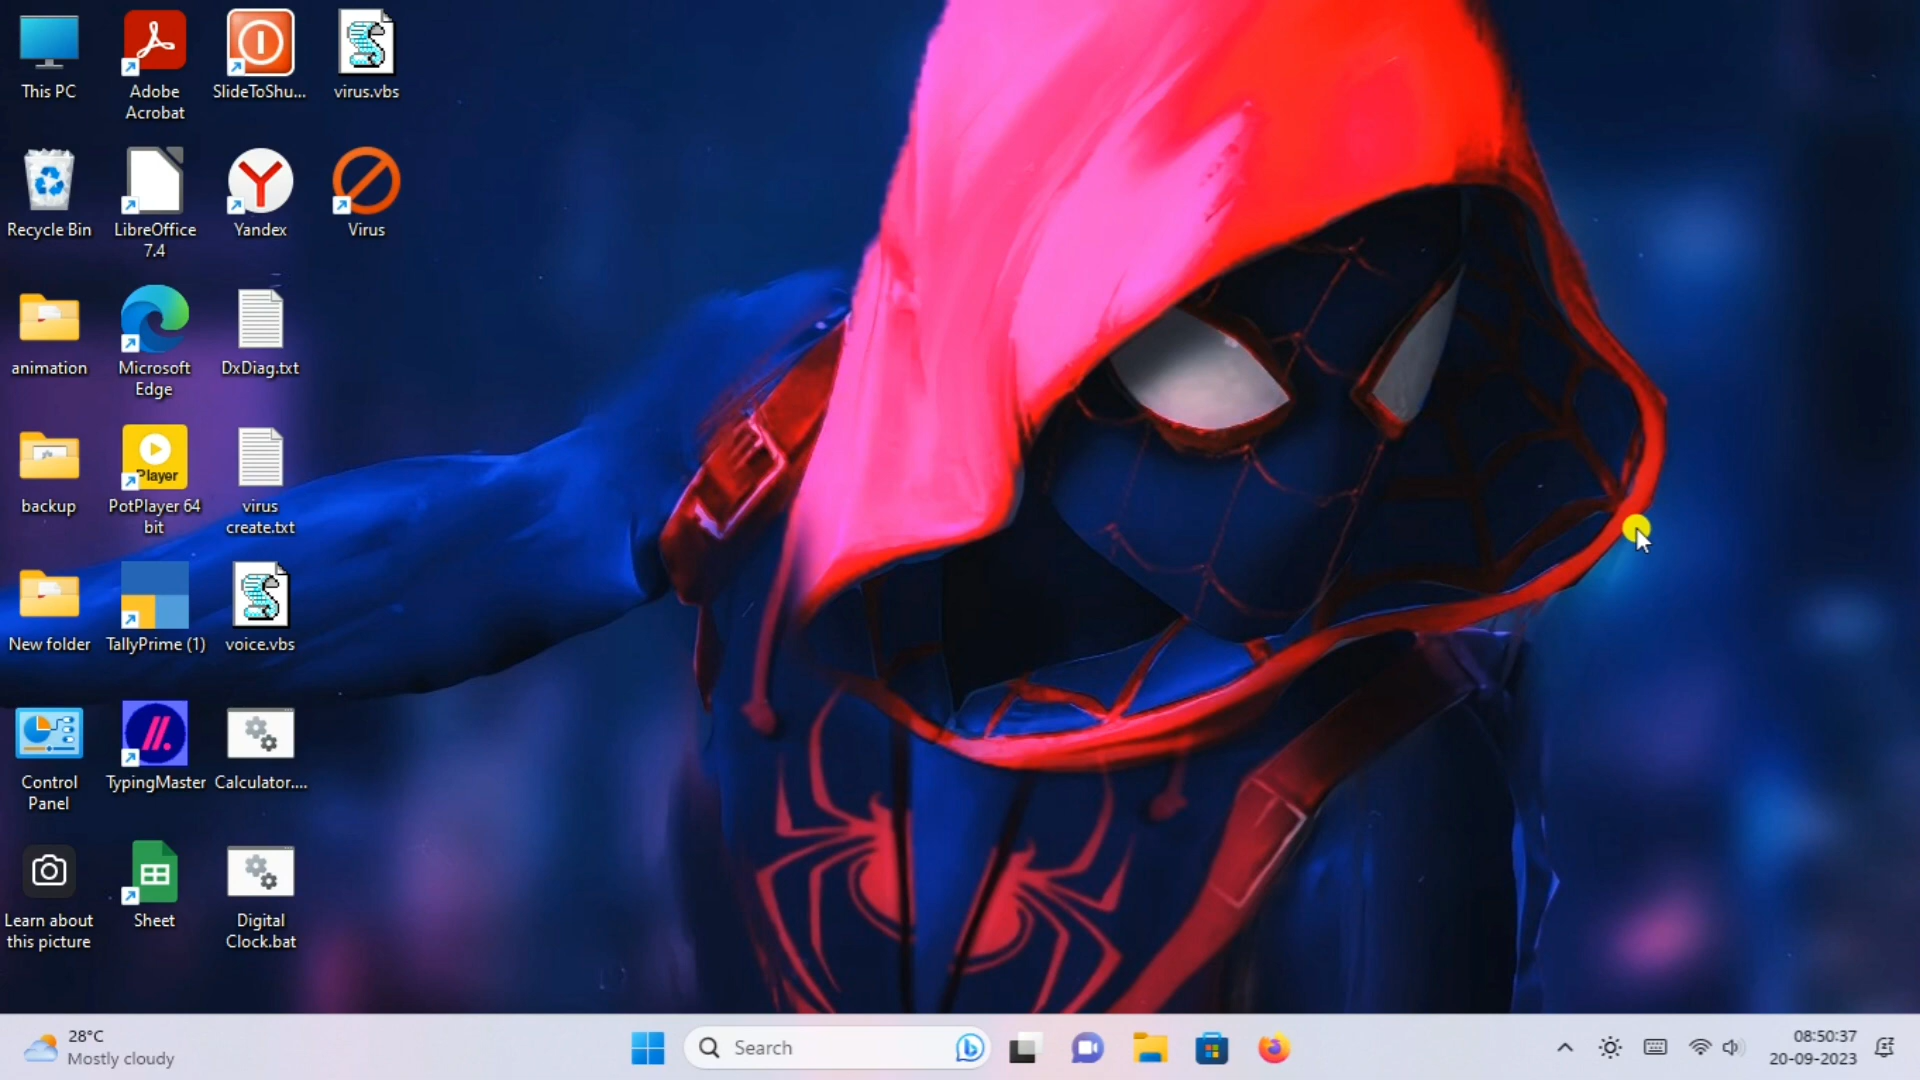 This PC
Adobe
Acrobat
SlideToShu...
virus.vbs
Recycle Bin
LibreOffice
7.4
Yandex
Virus
animation
Microsoft
Edge
DxDiag.txt
backup
Player
PotPlayer 64
bit
virus
create.txt
New folder
TallyPrime (1)
voice.vbs
Control
Panel
TypingMaster
Calculator....
Learn about
this picture
Sheet
Digital
Clock.bat
28°C
Mostly cloudy
Search
08:50:37
20-09-2023